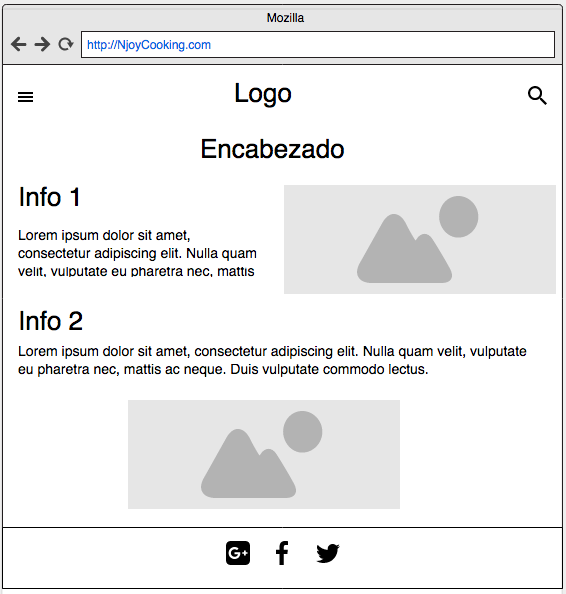 Mozilla
http://NjoyCooking.com
Logo
Encabezado
Info 1
Lorem ipsum dolor sit amet,
consectetur adipiscing elit. Nulla quam
velit, vulputate eu pharetra nec, mattis
Info 2
Lorem ipsum dolor sit amet, consectetur adipiscing elit. Nulla quam velit, vulputate
eu pharetra nec, mattis ac neque. Duis vulputate commodo lectus.
G+
f